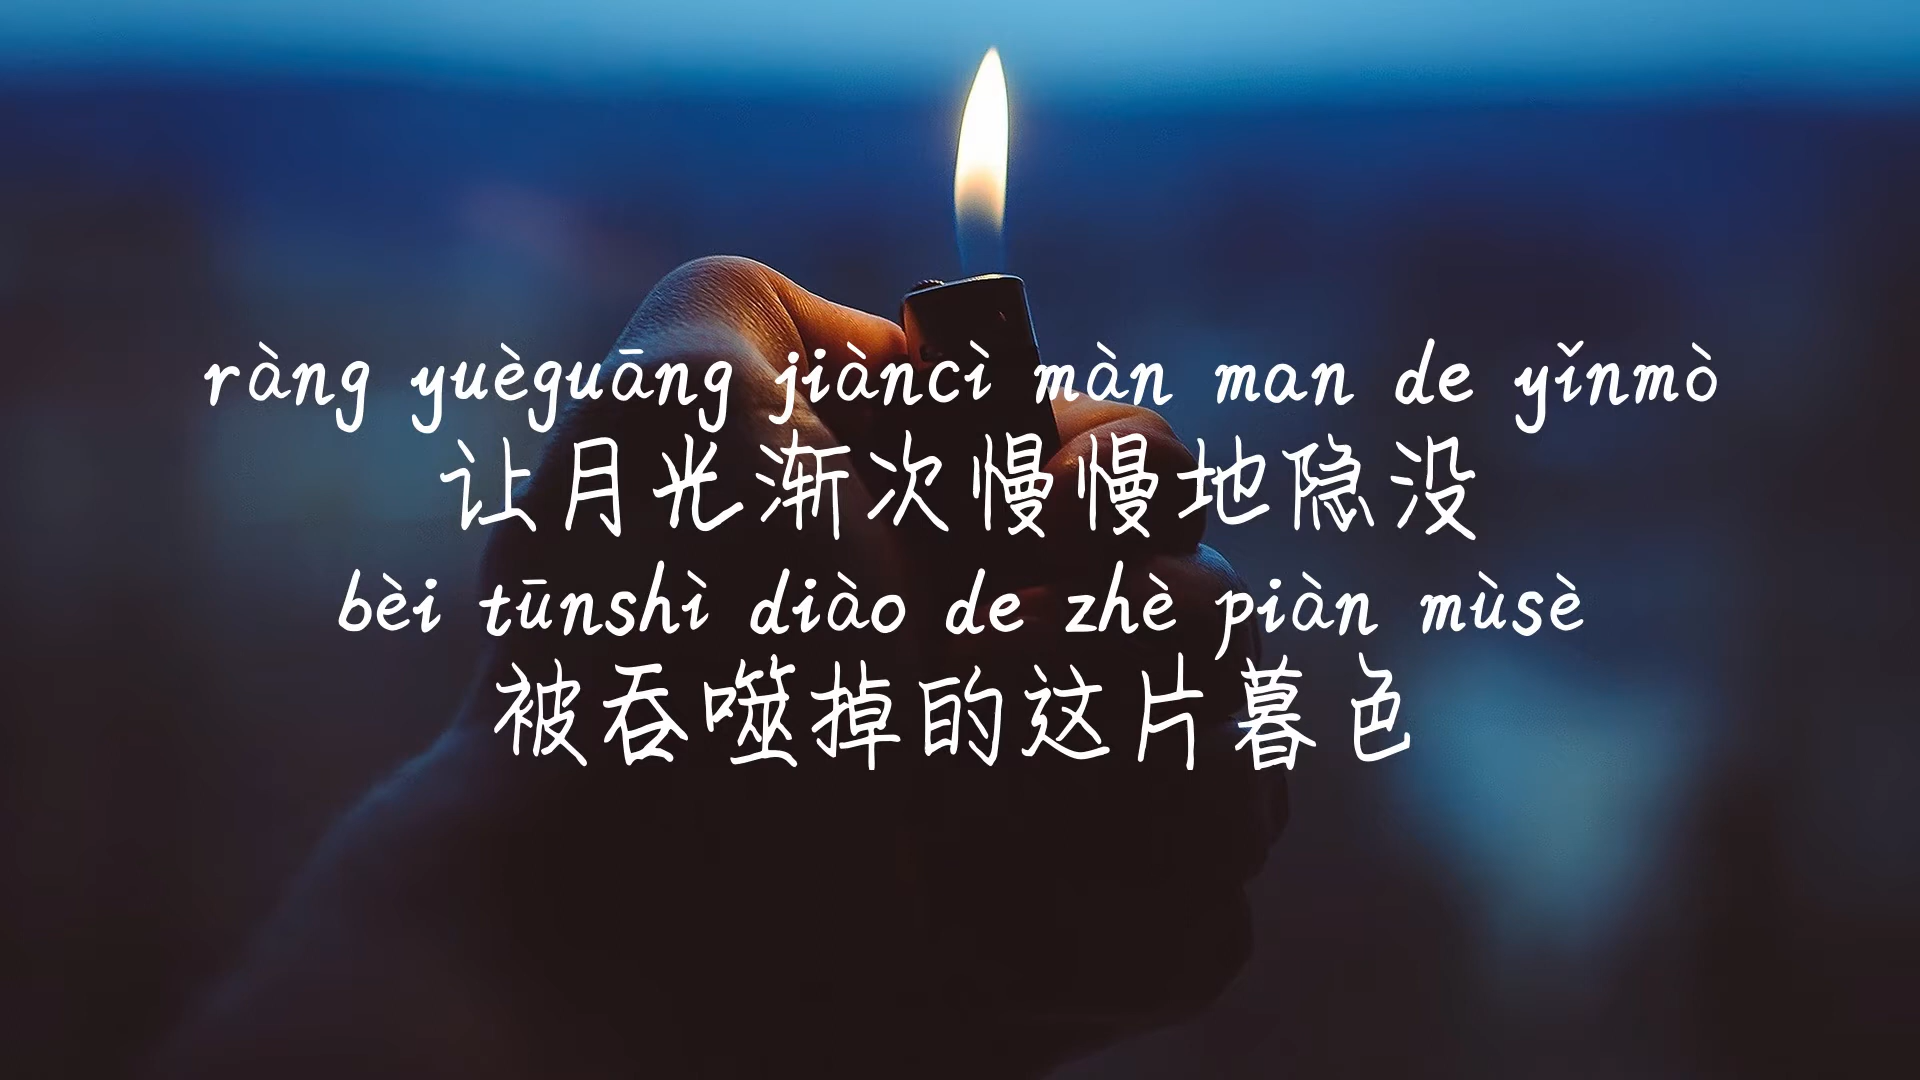 ràng yuèguāng jiàncì màn man de yǐnmò
让月光渐次慢慢地隐没
bèi tūnshì diào de zhè piàn mùsè
被吞噬掉的这片暮色